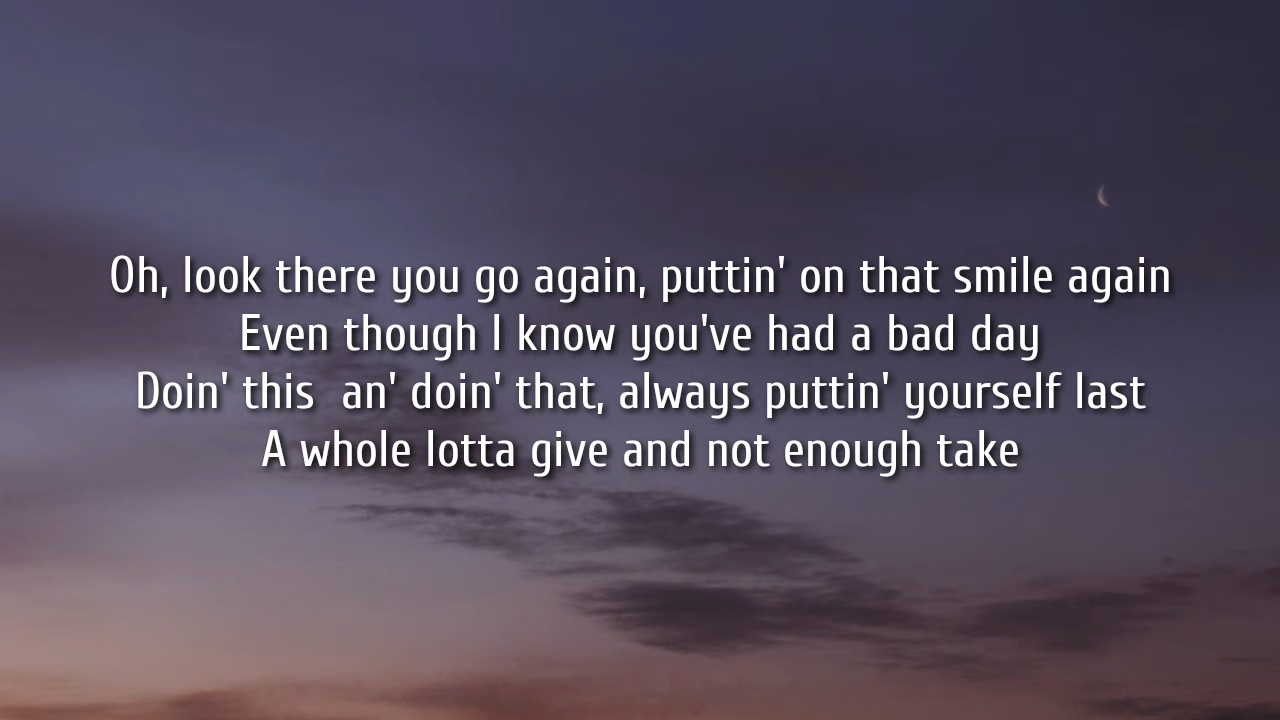 Oh, look there you go again, puttin' on that smile again
Even though I know you've had a bad day
Doin' this  an' doin' that, always puttin' yourself last
A whole lotta give and not enough take